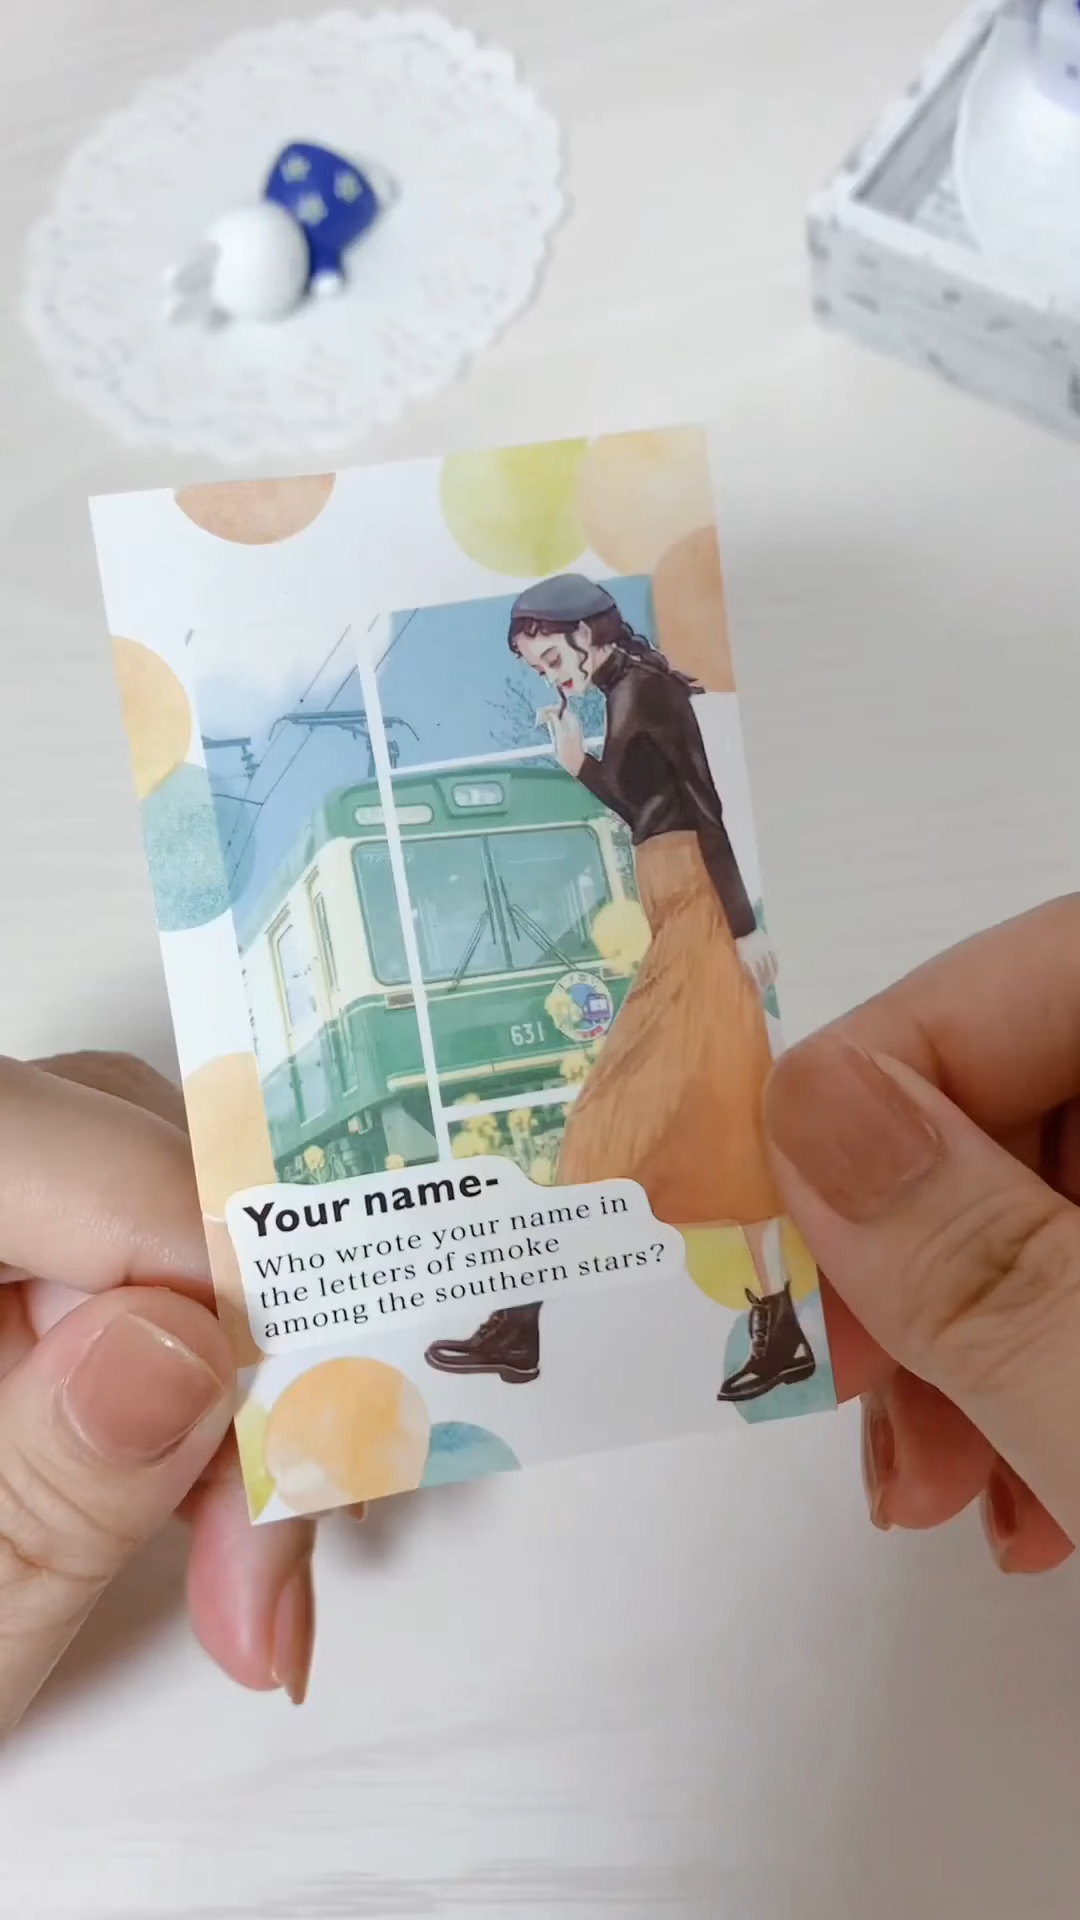 631
Your name-
Who wrote your name in
the letters of smoke
among the southern stars?